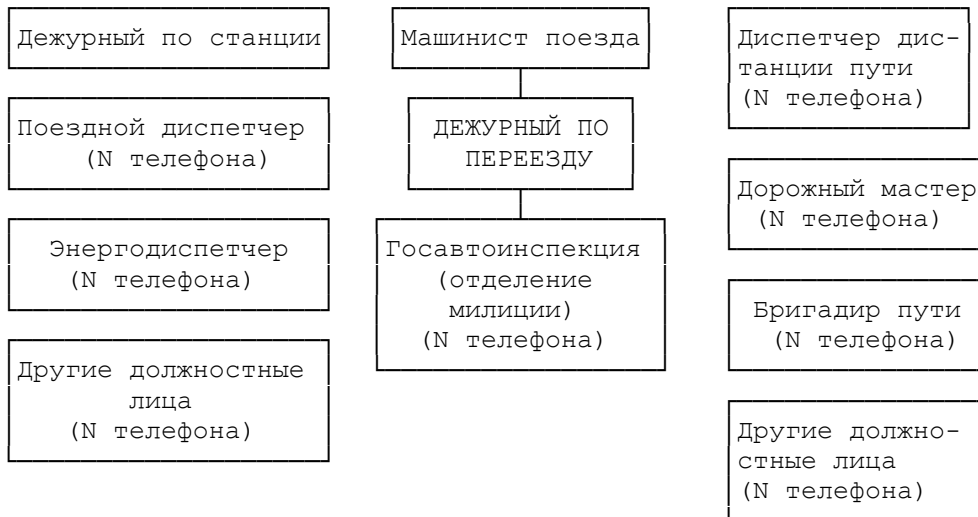 Дежурный по станции
Поездной диспетчер
(N телефона)
Энергодиспетчер
(N телефона)
Другие должностные
лица
(N телефона)
Машинист поезда
ДЕЖУРНЫЙ ПО
ПЕРЕЕЗДУ
Госавтоинспекция
(отделение
милиции)
(N телефона)
Диспетчер дис-
танции пути
(N телефона)
Дорожный мастер
(N телефона)
Бригадир пути
(N телефона)
Другие должно-
стные лица
(N телефона)